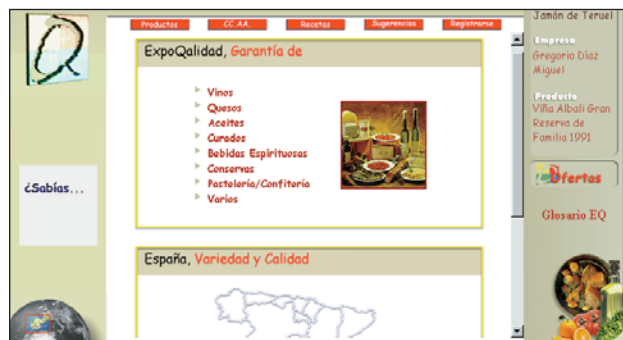 Productos CC.AA. Recetas Sugerencias Registrarse
ExpoQalidad, Garantía de
Vinos
Quesos
Aceites
Curados
Bebidas Espirituosas
Conservas
Pastelería/Confitería
Varios
¿Sabías...
España, Variedad y Calidad
Jamón de Teruel
Empresa
Gregorio Díaz
Miguel
Producto
Viña Albali Gran
Reserva de
Familia 1991
Ofertas
Glosario EQ